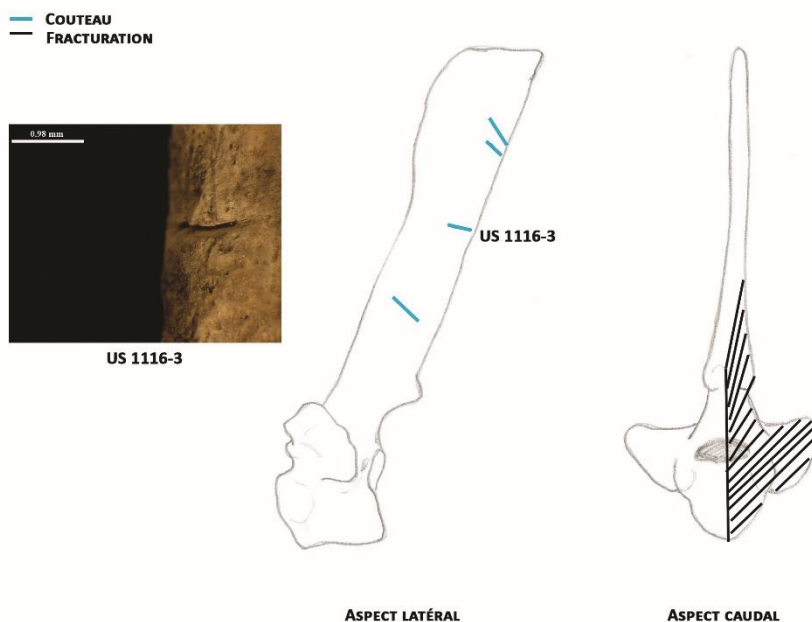 COUTEAU
FRACTURATION
0.98 mm
US 1116-3
US 1116-3
ASPECT LATÉRAL
ASPECT CAUDAL